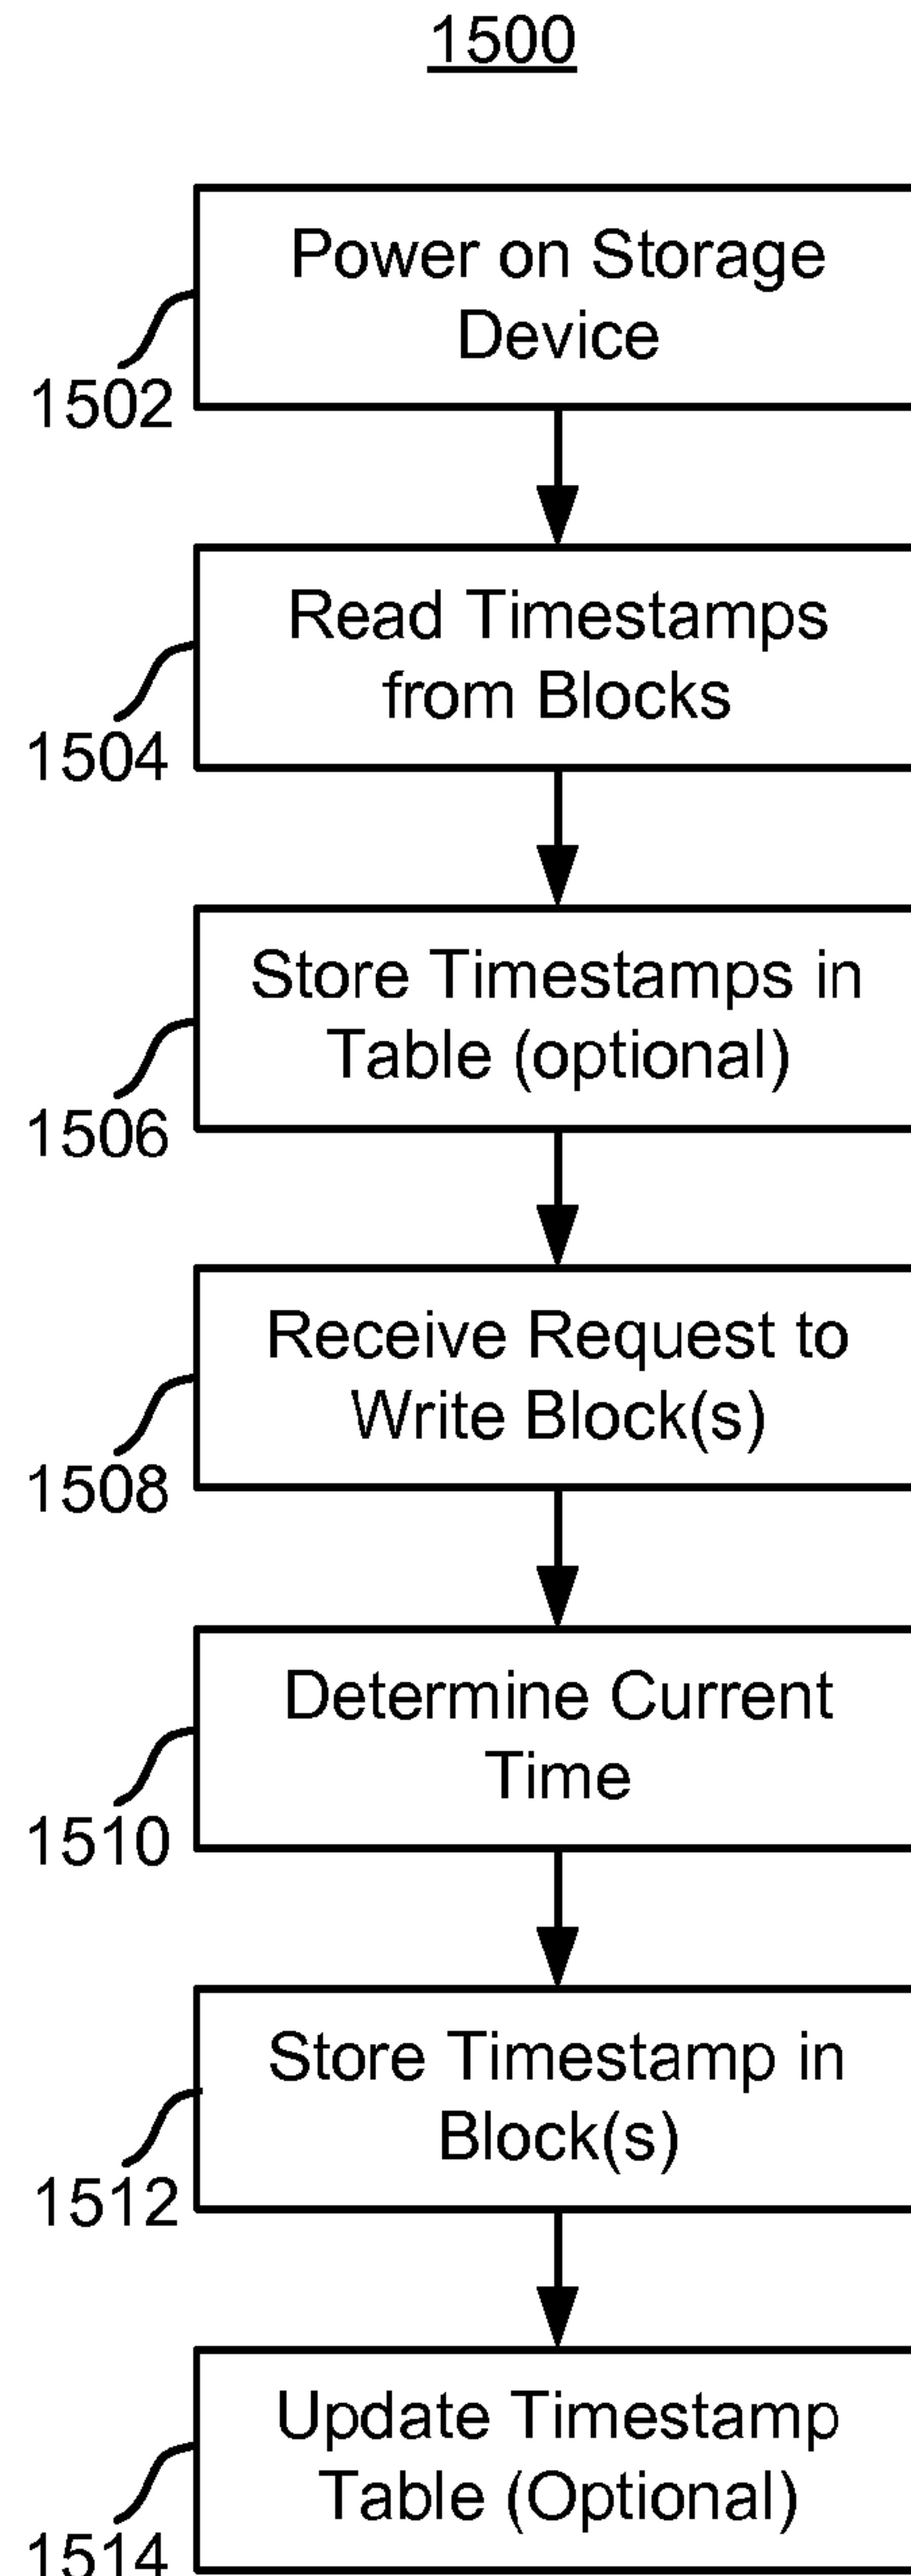 1500
Power on Storage
Device
1502
Read Timestamps
from Blocks
1504
Store Timestamps in
Table (optional)
1506
Receive Request to
Write Block(s)
1508
Determine Current
Time
1510
Store Timestamp in
Block(s)
1512
Update Timestamp
Table (Optional)
1514